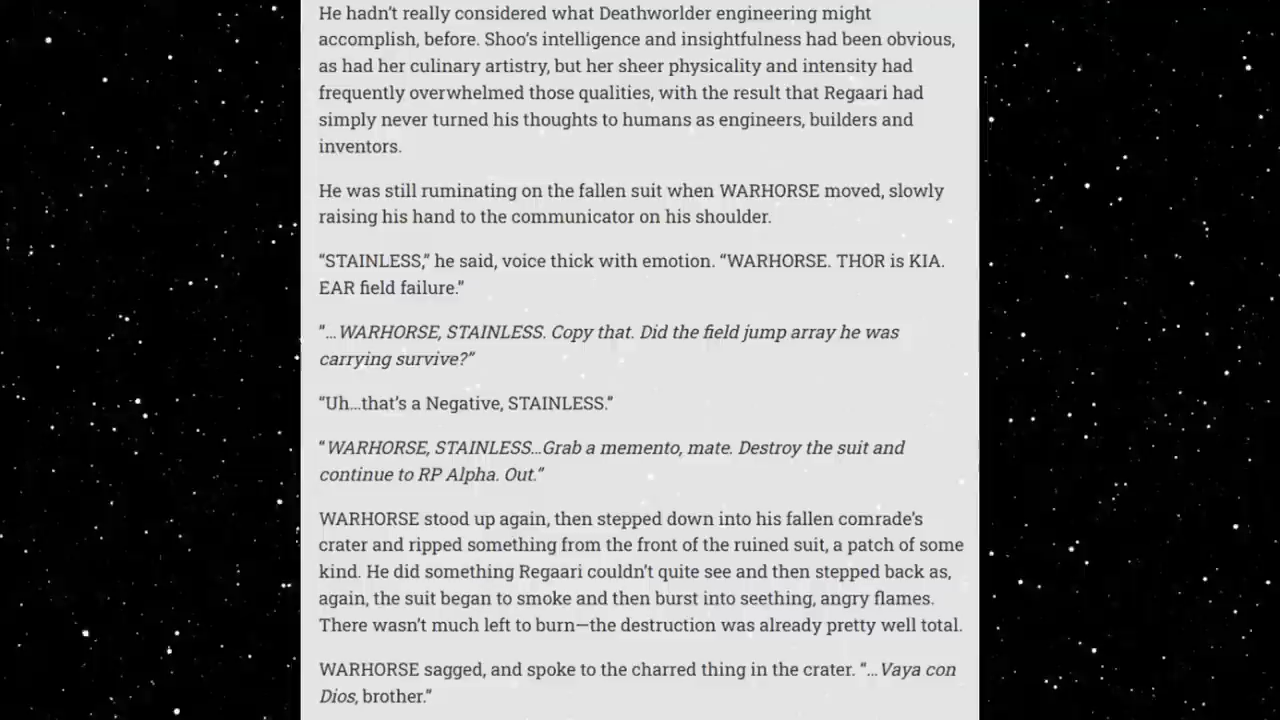 He hadn’t really considered what Deathworlder engineering might
accomplish, before. Shoo’s intelligence and insightfulness had been obvious,
as had her culinary artistry, but her sheer physicality and intensity had
frequently overwhelmed those qualities, with the result that Regaari had
simply never turned his thoughts to humans as engineers, builders and
inventors.
He was still ruminating on the fallen suit when WARHORSE moved, slowly
raising his hand to the communicator on his shoulder.
“STAINLESS,” he said, voice thick with emotion. “WARHORSE. THOR is KIA.
EAR field failure.”
“…WARHORSE, STAINLESS. Copy that. Did the field jump array he was
carrying survive?”
“Uh…that’s a Negative, STAINLESS.”
“WARHORSE, STAINLESS…Grab a memento, mate. Destroy the suit and
continue to RP Alpha. Out.”
WARHORSE stood up again, then stepped down into his fallen comrade’s
crater and ripped something from the front of the ruined suit, a patch of some
kind. He did something Regaari couldn’t quite see and then stepped back as,
again, the suit began to smoke and then burst into seething, angry flames.
There wasn’t much left to burn—the destruction was already pretty well total.
WARHORSE sagged, and spoke to the charred thing in the crater. “…Vaya con
Dios, brother.”